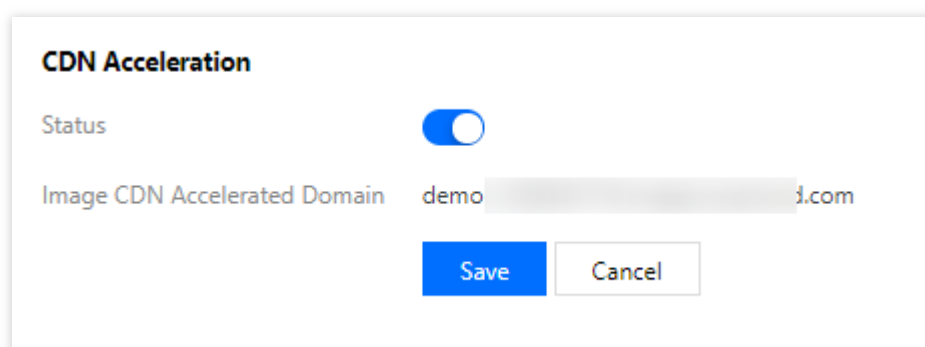 CDN Acceleration
Status
Image CDN Accelerated Domain demo d.com
Save Cancel